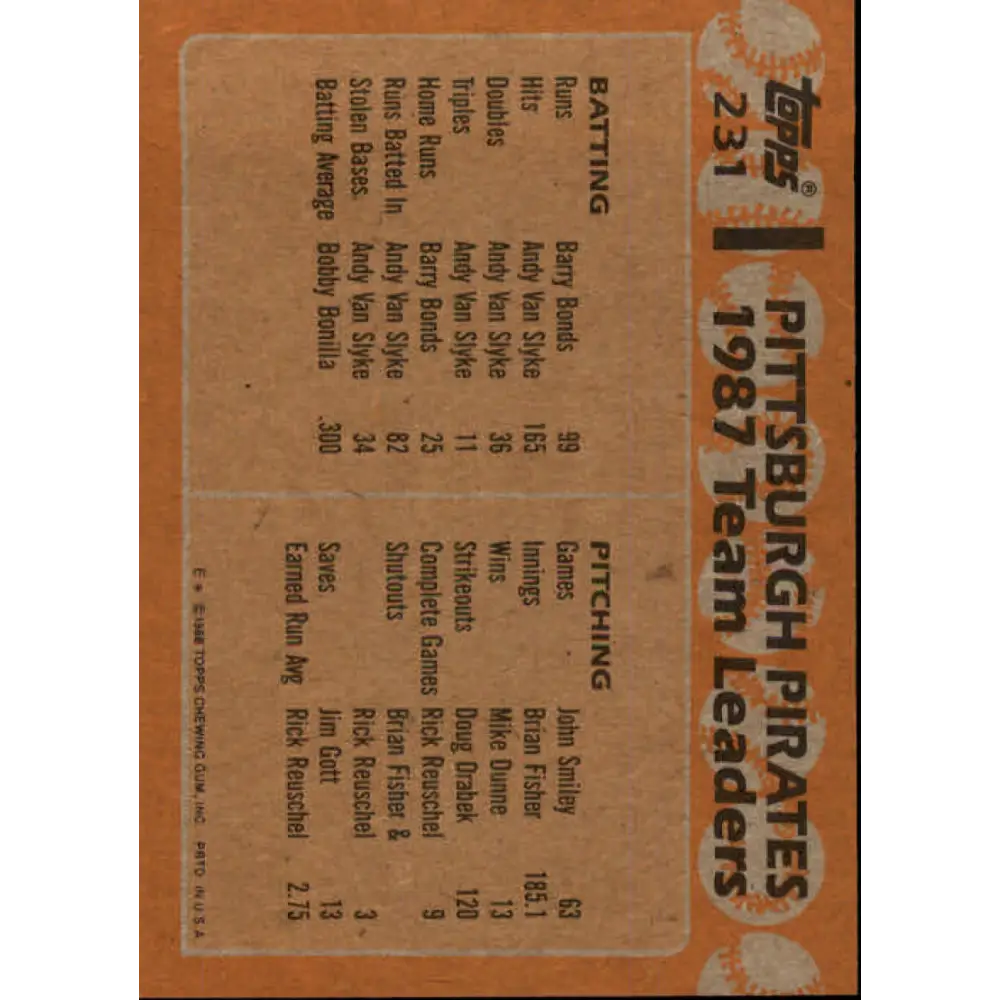 TOPPS®
231
PITTSBURGH PIRATES
1987 Team Leaders
BATTING
Runs Barry Bonds 99
Hits Andy Van Slyke 165
Doubles Andy Van Slyke 36
Triples Andy Van Slyke 11
Home Runs Barry Bonds 25
Runs Batted In Andy Van Slyke 82
Stolen Bases Andy Van Slyke 34
Batting Average Bobby Bonilla .300
PITCHING
Games John Smiley 63
Innings Brian Fisher 185.1
Wins Mike Dunne 13
Strikeouts Doug Drabek 120
Complete Games Rick Reuschel 9
Shutouts Brian Fisher &
Rick Reuschel 3
Saves Jim Gott 13
Earned Run Avg Rick Reuschel 2.75
E * ©1988 TOPPS CHEWING GUM, INC. PRTD. IN U.S.A.